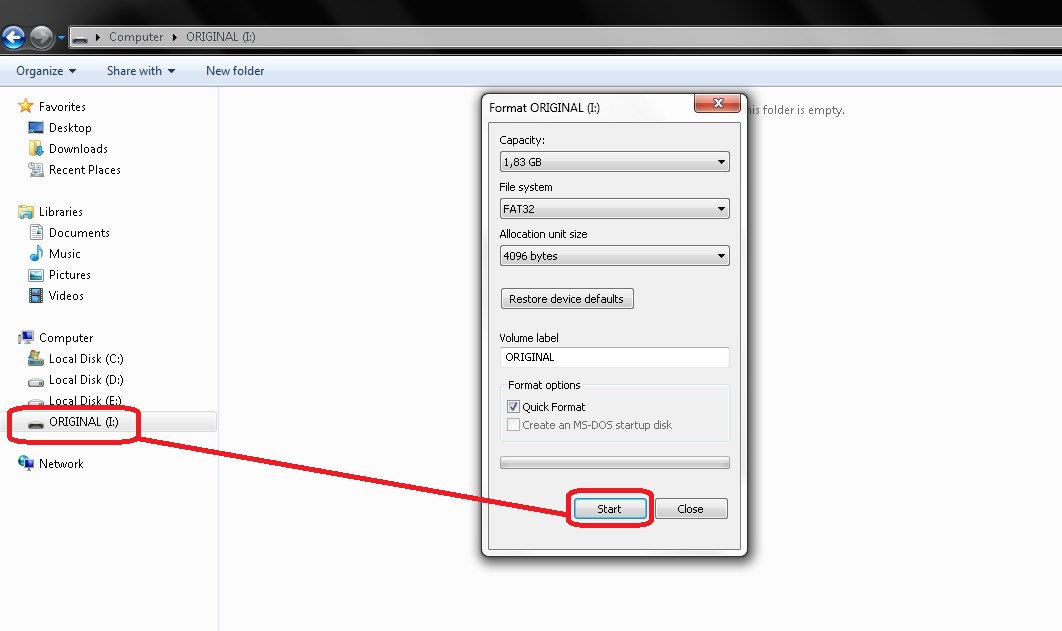 Computer ORIGINAL (I:)
Organize Share with New folder
Favorites
Desktop
Downloads
Recent Places
Libraries
Documents
Music
Pictures
Videos
Computer
Local Disk (C:)
Local Disk (D:)
Local Disk (E:)
ORIGINAL (I:)
Network
his folder is empty.
Format ORIGINAL (I:)
Capacity:
1,83 GB
File system
FAT32
Allocation unit size
4096 bytes
Restore device defaults
Volume label
ORIGINAL
Format options
Quick Format
Create an MS-DOS startup disk
Start Close